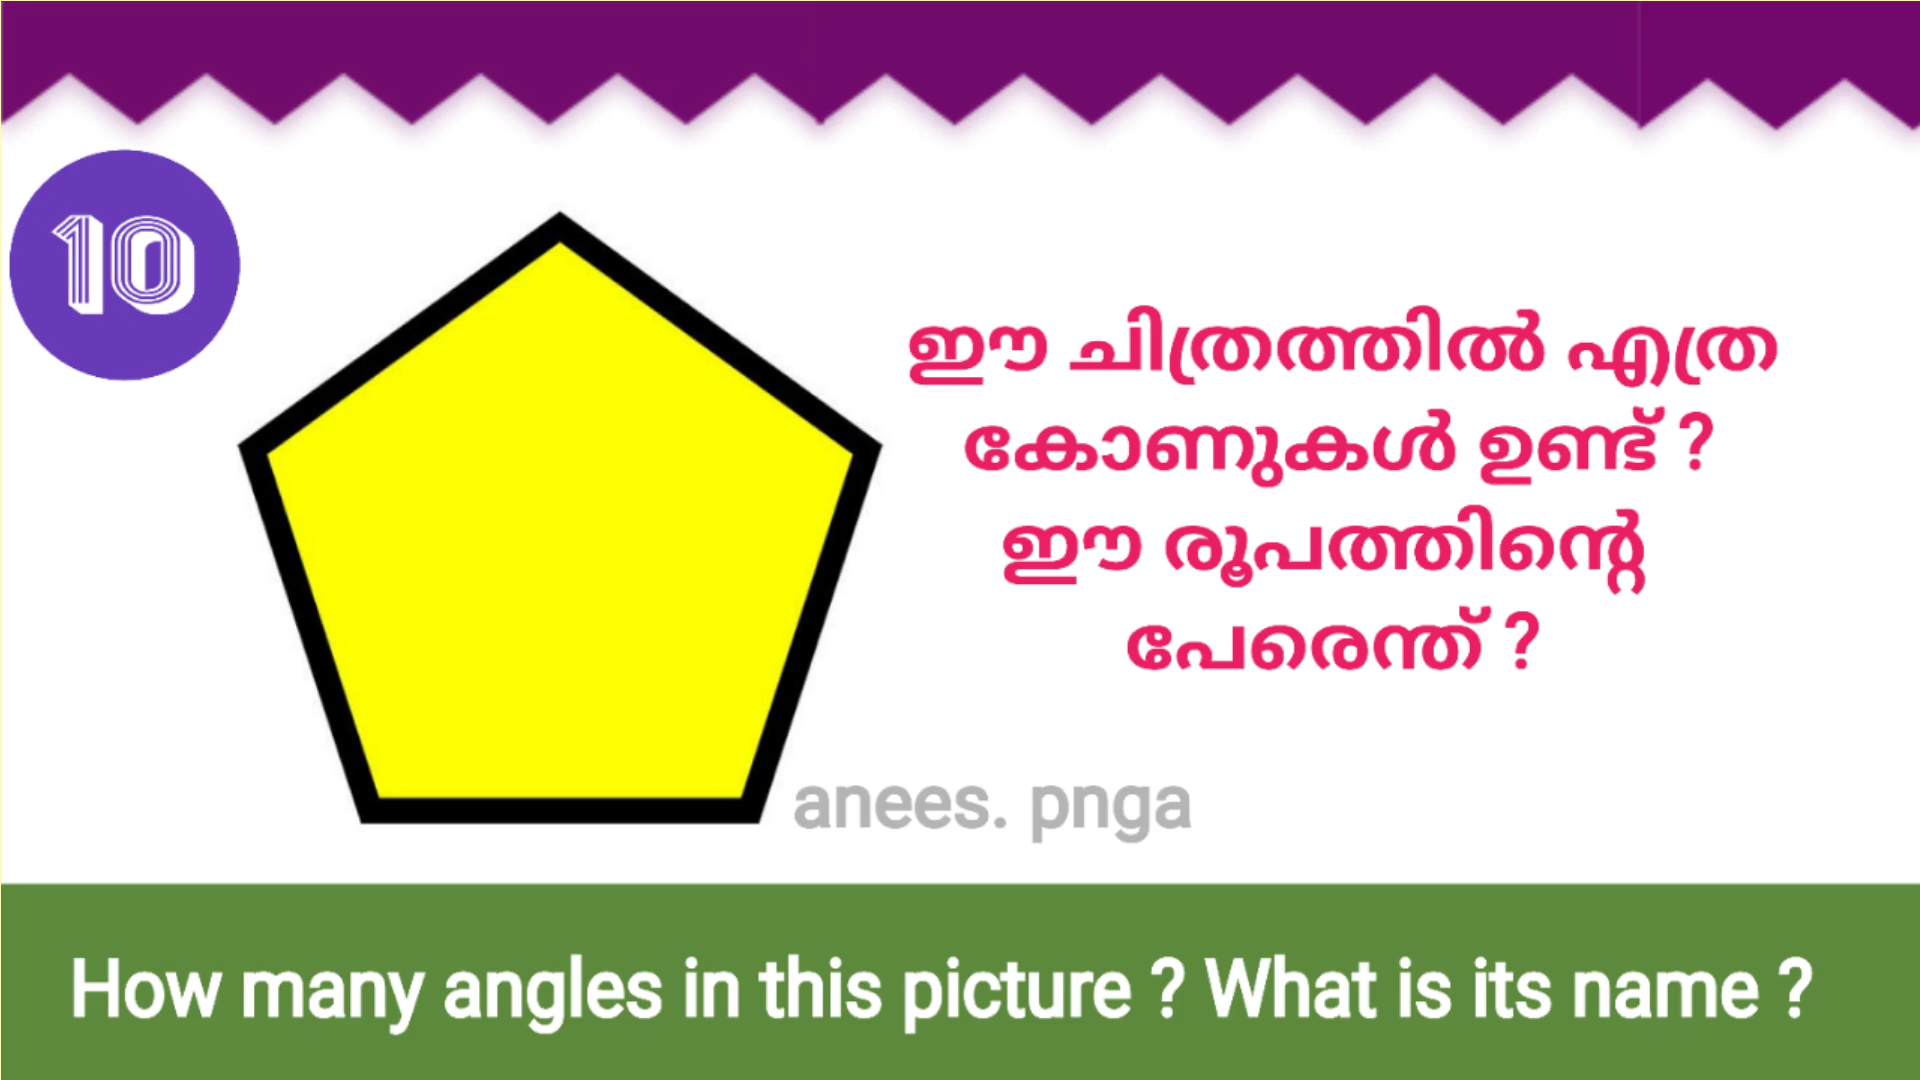 10
ഈ ചിത്രത്തിൽ എത്ര
കോണുകൾ ഉണ്ട് ?
ഈ രൂപത്തിന്റെ
പേരെന്ത് ?
anees. pnga
How many angles in this picture ? What is its name ?